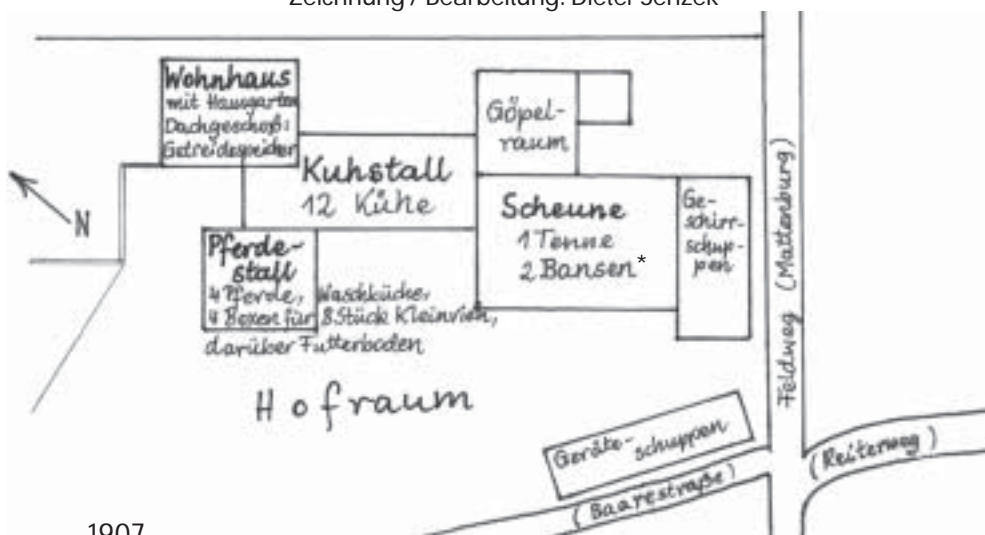 Zeichnung / Bearbeitung: Dieter Jenzek
Wohnhaus
mit Hausgarten
Dachgeschoß:
Getreidespeicher
Göpel-
raum
Kuhstall
12 Kühe
N
Scheune
1 Tenne
2 Bansen*
Ge-
schirr-
schup-
pen
Pferde-
stall
4 Pferde, Waschküche,
4 Boxen für 8 Stück Kleinvieh,
darüber Futterboden
Feldweg (Mattenburg)
Hofraum
Geräte-schuppen
(Baarestraße)
(Reiterweg)
1907